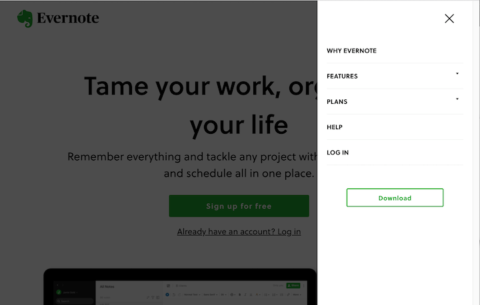 Evernote
Tame your work, org
your life
Remember everything and tackle any project with
and schedule all in one place.
Sign up for free
Already have an account? Log in
WHY EVERNOTE
FEATURES
PLANS
HELP
LOG IN
Download